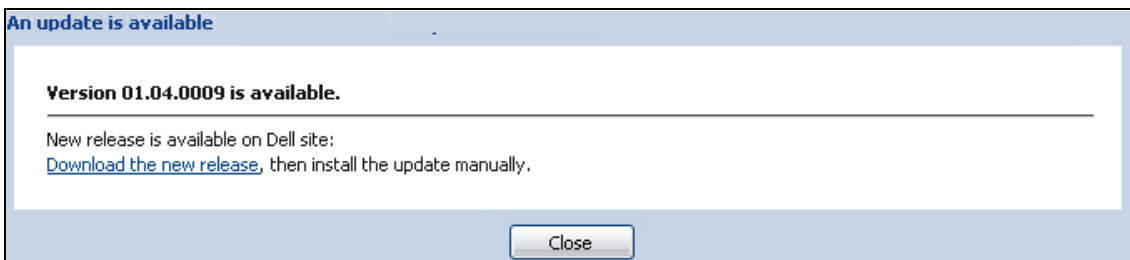 An update is available
Version 01.04.0009 is available.
New release is available on Dell site:
Download the new release, then install the update manually.
Close